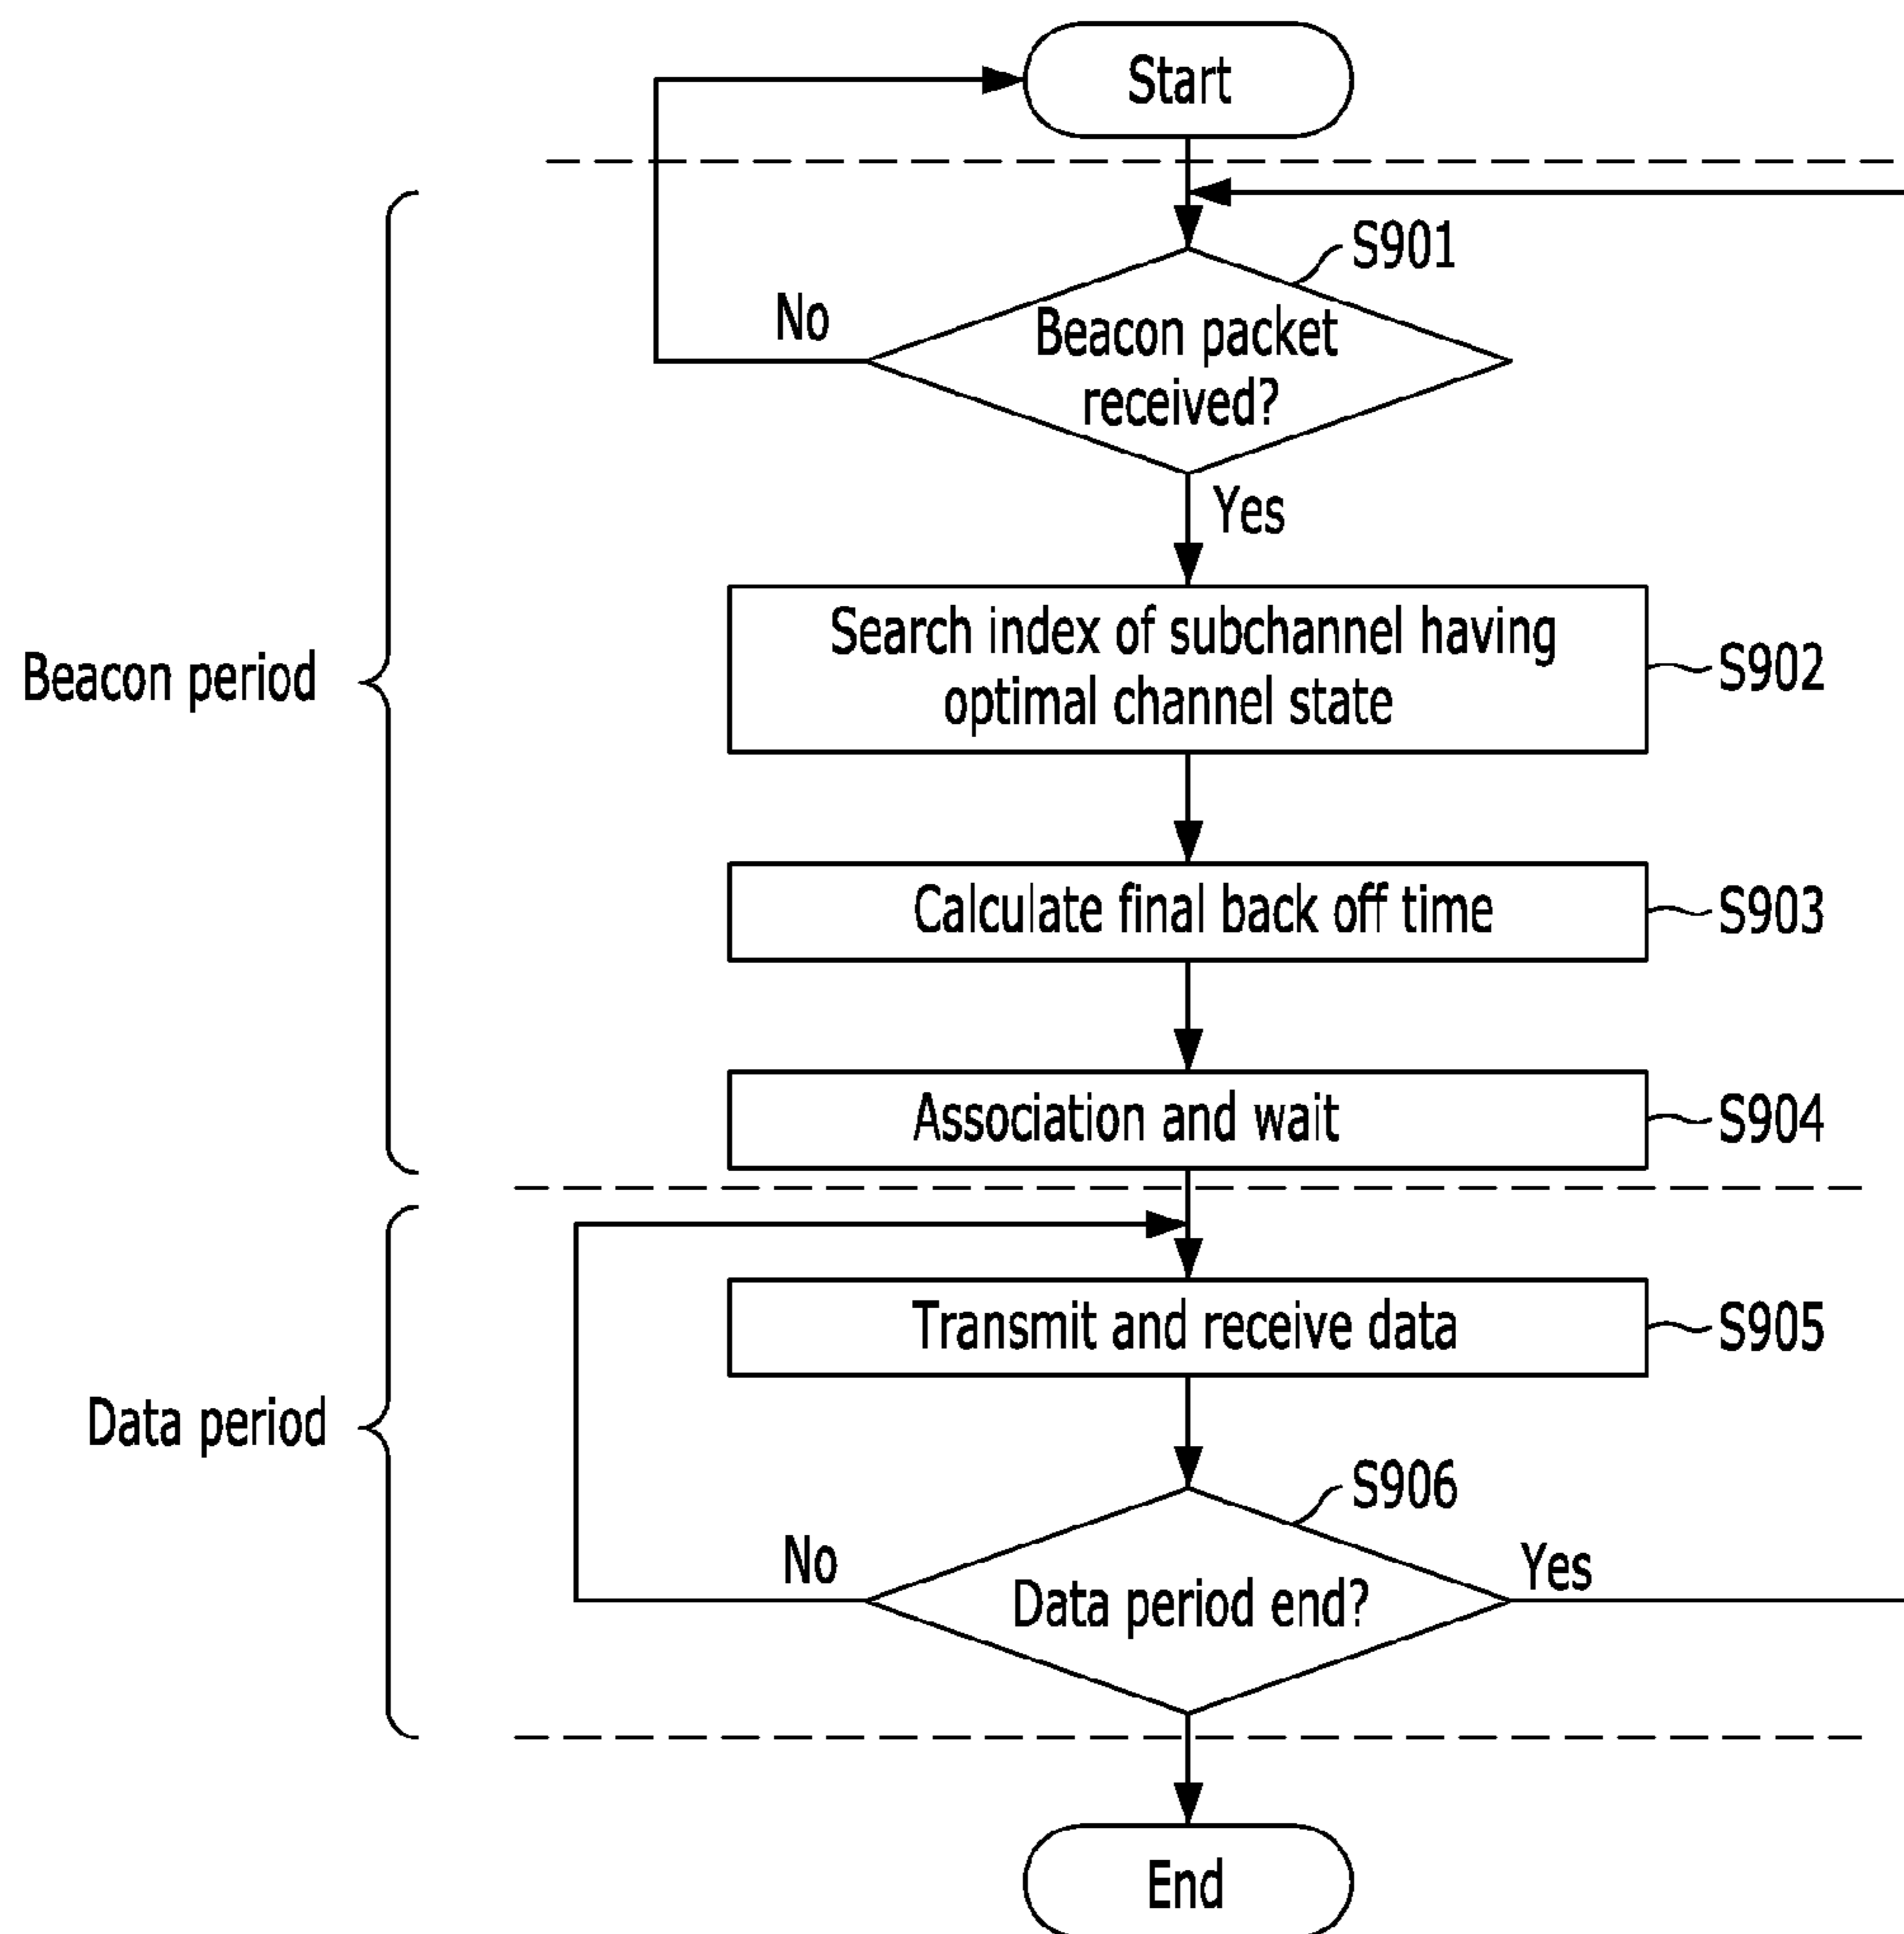 Start
S901
No
Beacon packet
received?
Yes
Search index of subchannel having
optimal channel state
S902
Beacon period
Calculate final back off time
S903
Association and wait
S904
Transmit and receive data
S905
Data period
S906
No
Data period end?
Yes
End